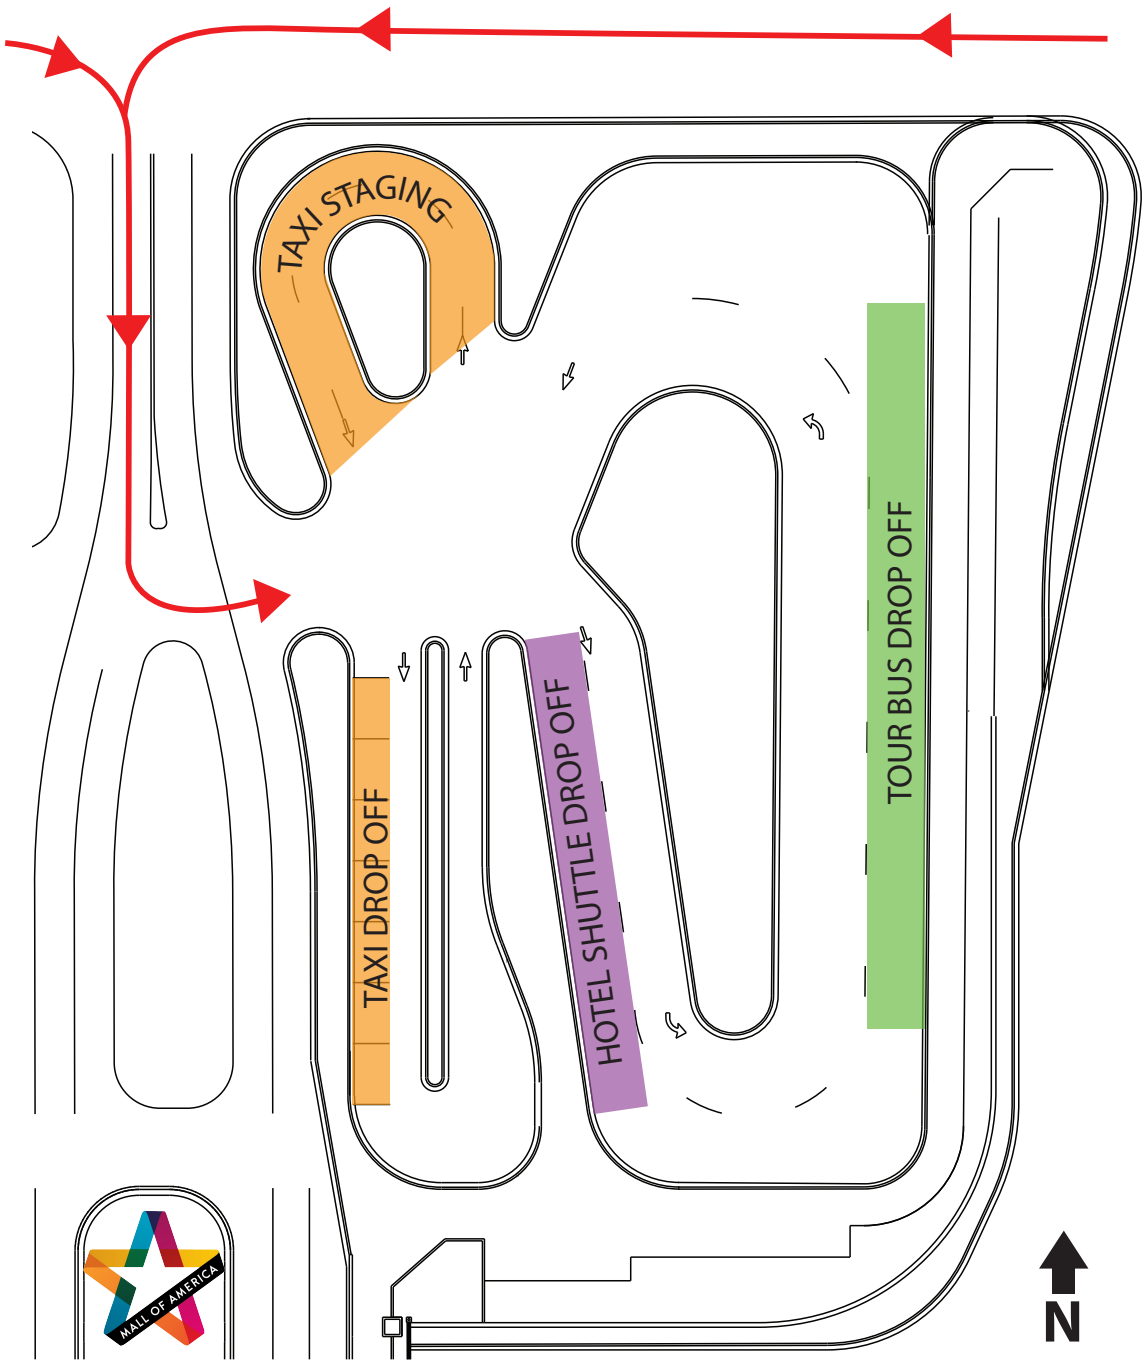 TAXI STAGING
TOUR BUS DROP OFF
HOTEL SHUTTLE DROP OFF
TAXI DROP OFF
MALL OF AMERICA
N